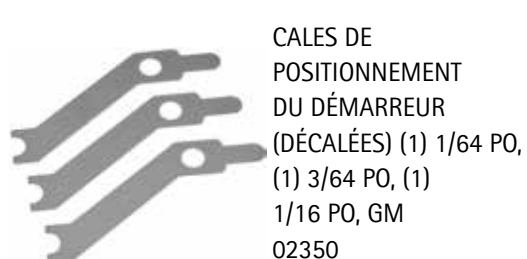 CALES DE
POSITIONNEMENT
DU DÉMARREUR
(DÉCALÉES) (1) 1/64 PO,
(1) 3/64 PO, (1)
1/16 PO, GM
02350